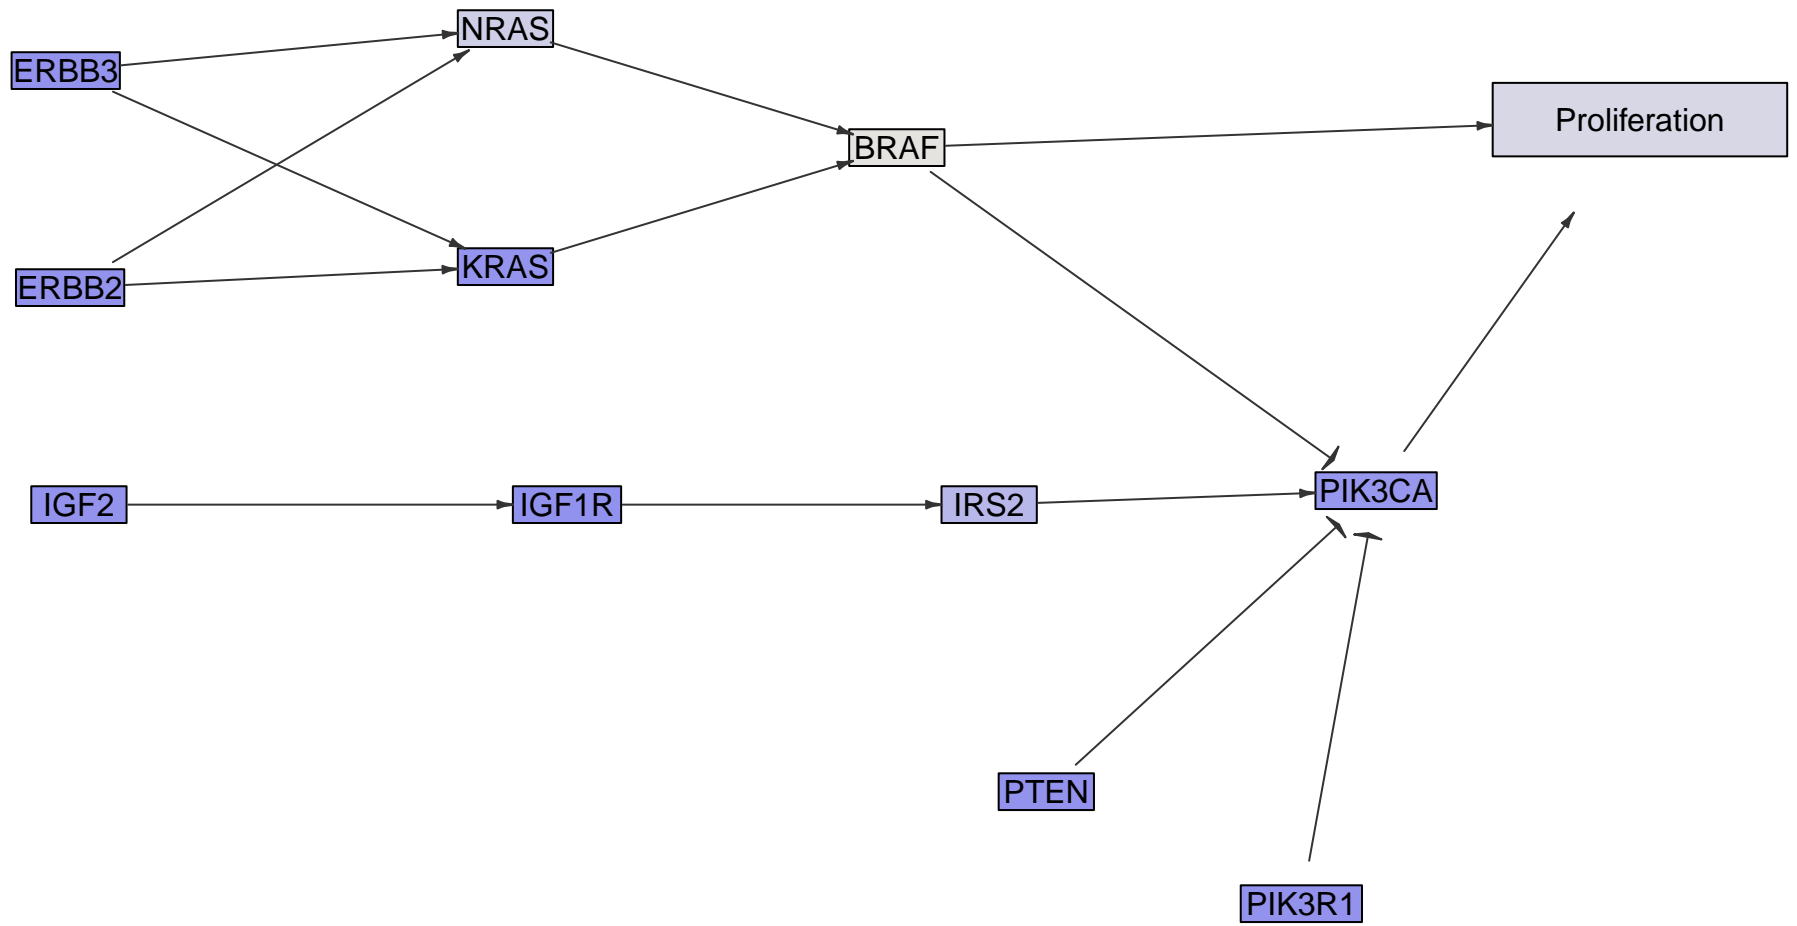 NRAS
ERBB3
Proliferation
BRAF
KRAS
ERBB2
IGF2
IGF1R
IRS2
PIK3CA
PTEN
PIK3R1